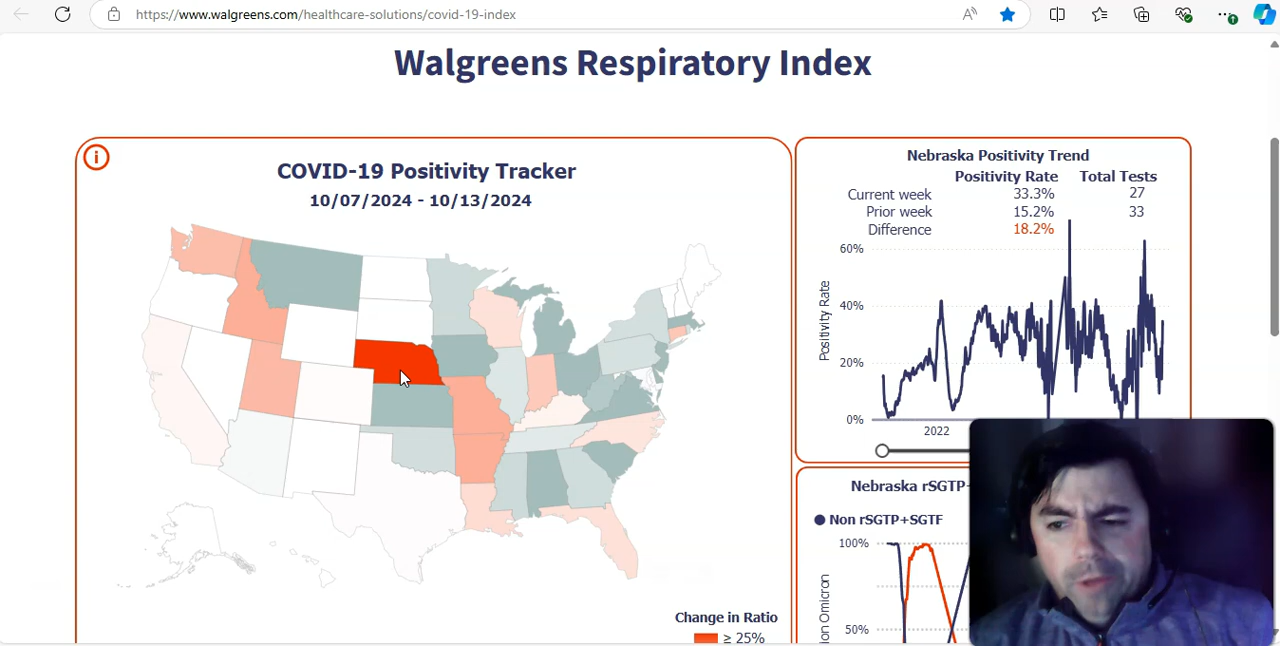 https://www.walgreens.com/healthcare-solutions/covid-19-index
Walgreens Respiratory Index
COVID-19 Positivity Tracker
10/07/2024 - 10/13/2024
Change in Ratio
≥ 25%
Nebraska Positivity Trend
Positivity Rate Total Tests
Current week 33.3% 27
Prior week 15.2% 33
Difference 18.2%
60%
40%
20%
0%
Positivity Rate
2022
Nebraska rSGTP-
Non rSGTP+SGTF
100%
50%
ion Omicron